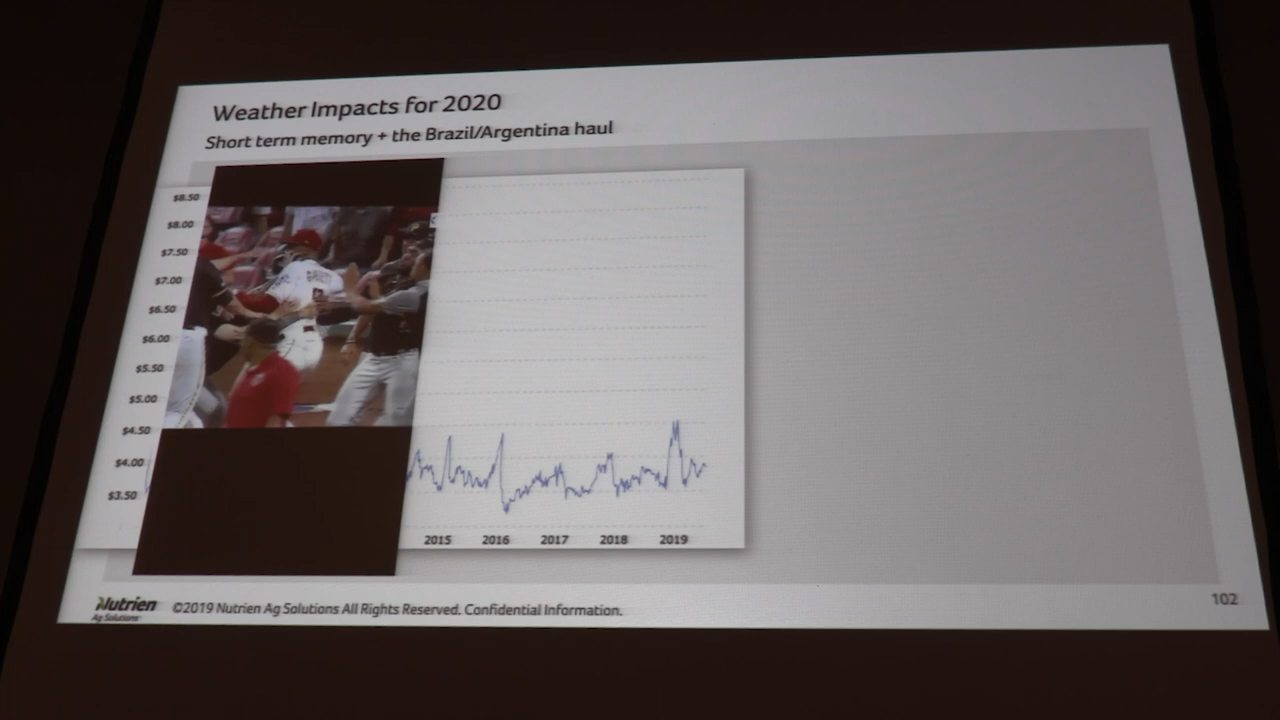 Weather Impacts for 2020
Short term memory + the Brazil/Argentina haul
$8.50
$8.00
$7.50
$7.00
$6.50
$6.00
$5.50
$5.00
$4.50
$4.00
$3.50
2015 2016 2017 2018 2019
Nutrien
Ag Solutions
©2019 Nutrien Ag Solutions All Rights Reserved. Confidential Information.
102